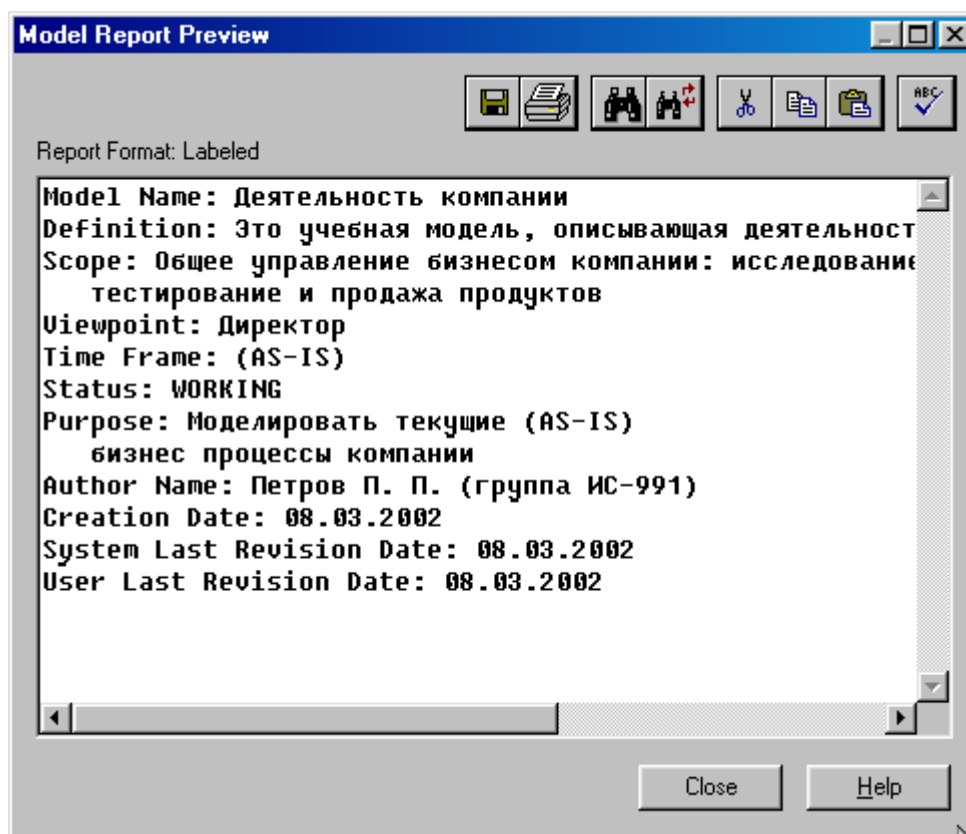 Model Report Preview
ABC
Report Format: Labeled
Model Name: Деятельность компании
Definition: Это учебная модель, описывающая деятельност
Scope: Общее управление бизнесом компании: исследование
тестирование и продажа продуктов
Viewpoint: Директор
Time Frame: (AS-IS)
Status: WORKING
Purpose: Моделировать текущие (AS-IS)
бизнес процессы компании
Author Name: Петров П. П. (группа ИС-991)
Creation Date: 08.03.2002
System Last Revision Date: 08.03.2002
User Last Revision Date: 08.03.2002
Close Help